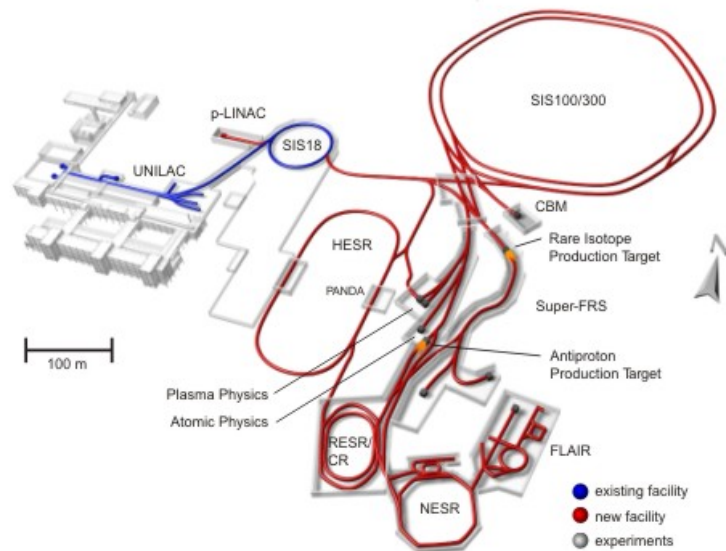 SIS100/300
p-LINAC
SIS18
UNILAC
CBM
HESR
Rare Isotope
Production Target
PANDA
Super-FRS
100 m
Antiproton
Production Target
Plasma Physics
Atomic Physics
RESR/
CR
FLAIR
NESR
existing facility
new facility
experiments
N